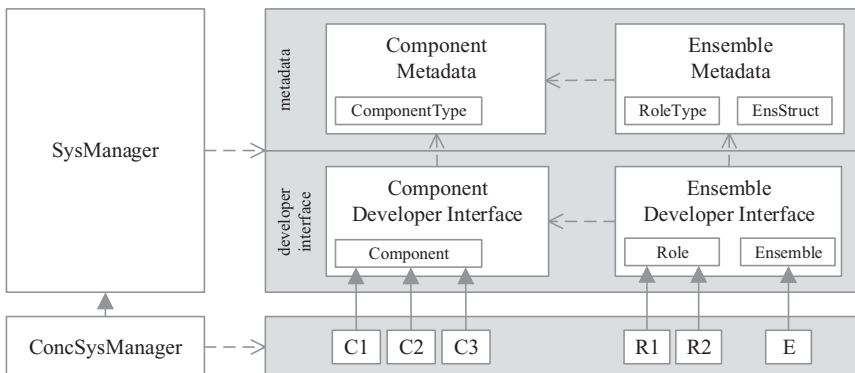 metadata
Component
Metadata
ComponentType
Ensemble
Metadata
RoleType
EnsStruct
SysManager
developer
interface
Component
Developer Interface
Component
Ensemble
Developer Interface
Role
Ensemble
ConcSysManager
C1
C2
C3
R1
R2
E